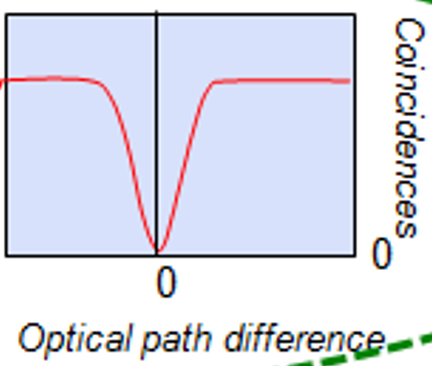 Coincidences
0
0
Optical path difference